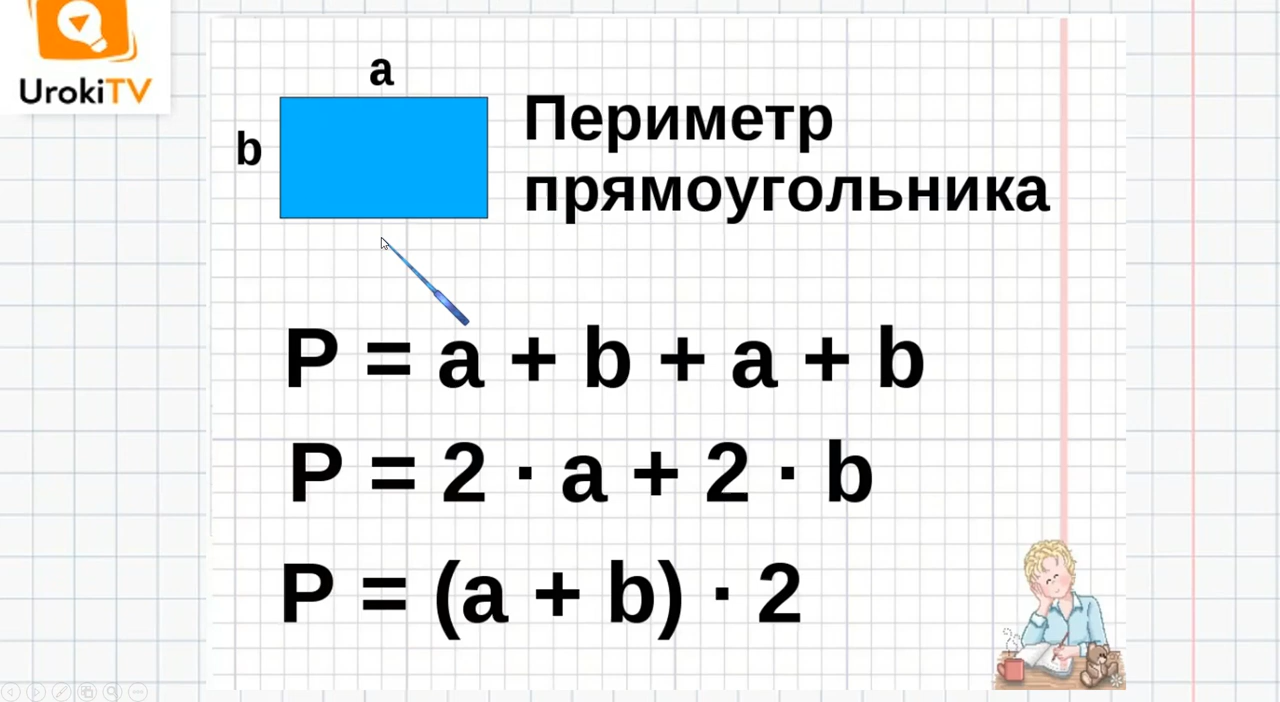 UrokiTV
a
b
Периметр
прямоугольника
P = a + b + a + b
P = 2 · a + 2 · b
P = (a + b) · 2